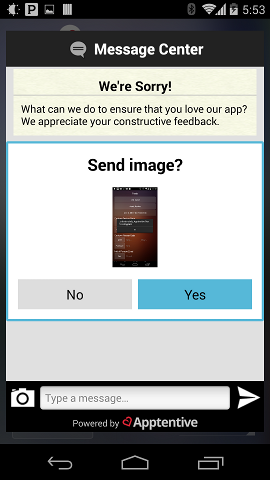 5:53
Message Center
We're Sorry!
What can we do to ensure that you love our app?
We appreciate your constructive feedback.
Send image?
No
Yes
Type a message…
Powered by Apptentive